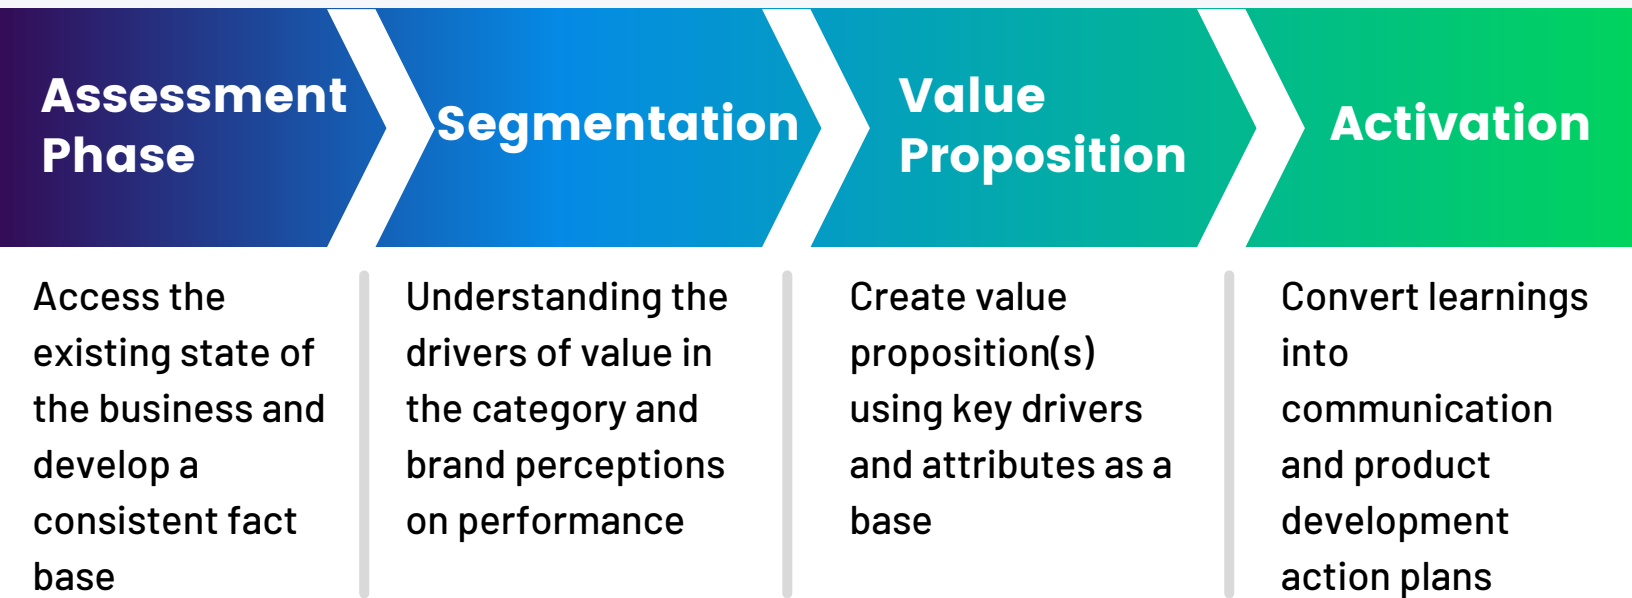 Assessment
Phase
Segmentation
Value
Proposition
Activation
Access the
existing state of
the business and
develop a
consistent fact
base
Understanding the
drivers of value in
the category and
brand perceptions
on performance
Create value
proposition(s)
using key drivers
and attributes as a
base
Convert learnings
into
communication
and product
development
action plans